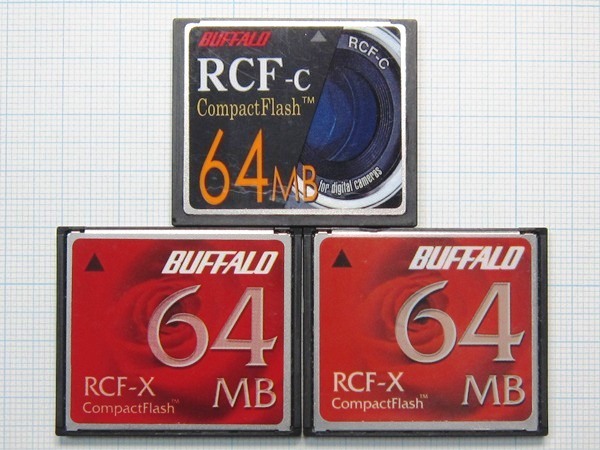 BUFFALO
RCF-C
RCF-C
CompactFlash™
64MB
for digital cameras
BUFFALO
64
MB
RCF-X
CompactFlash™
BUFFALO
64
MB
RCF-X
CompactFlash™